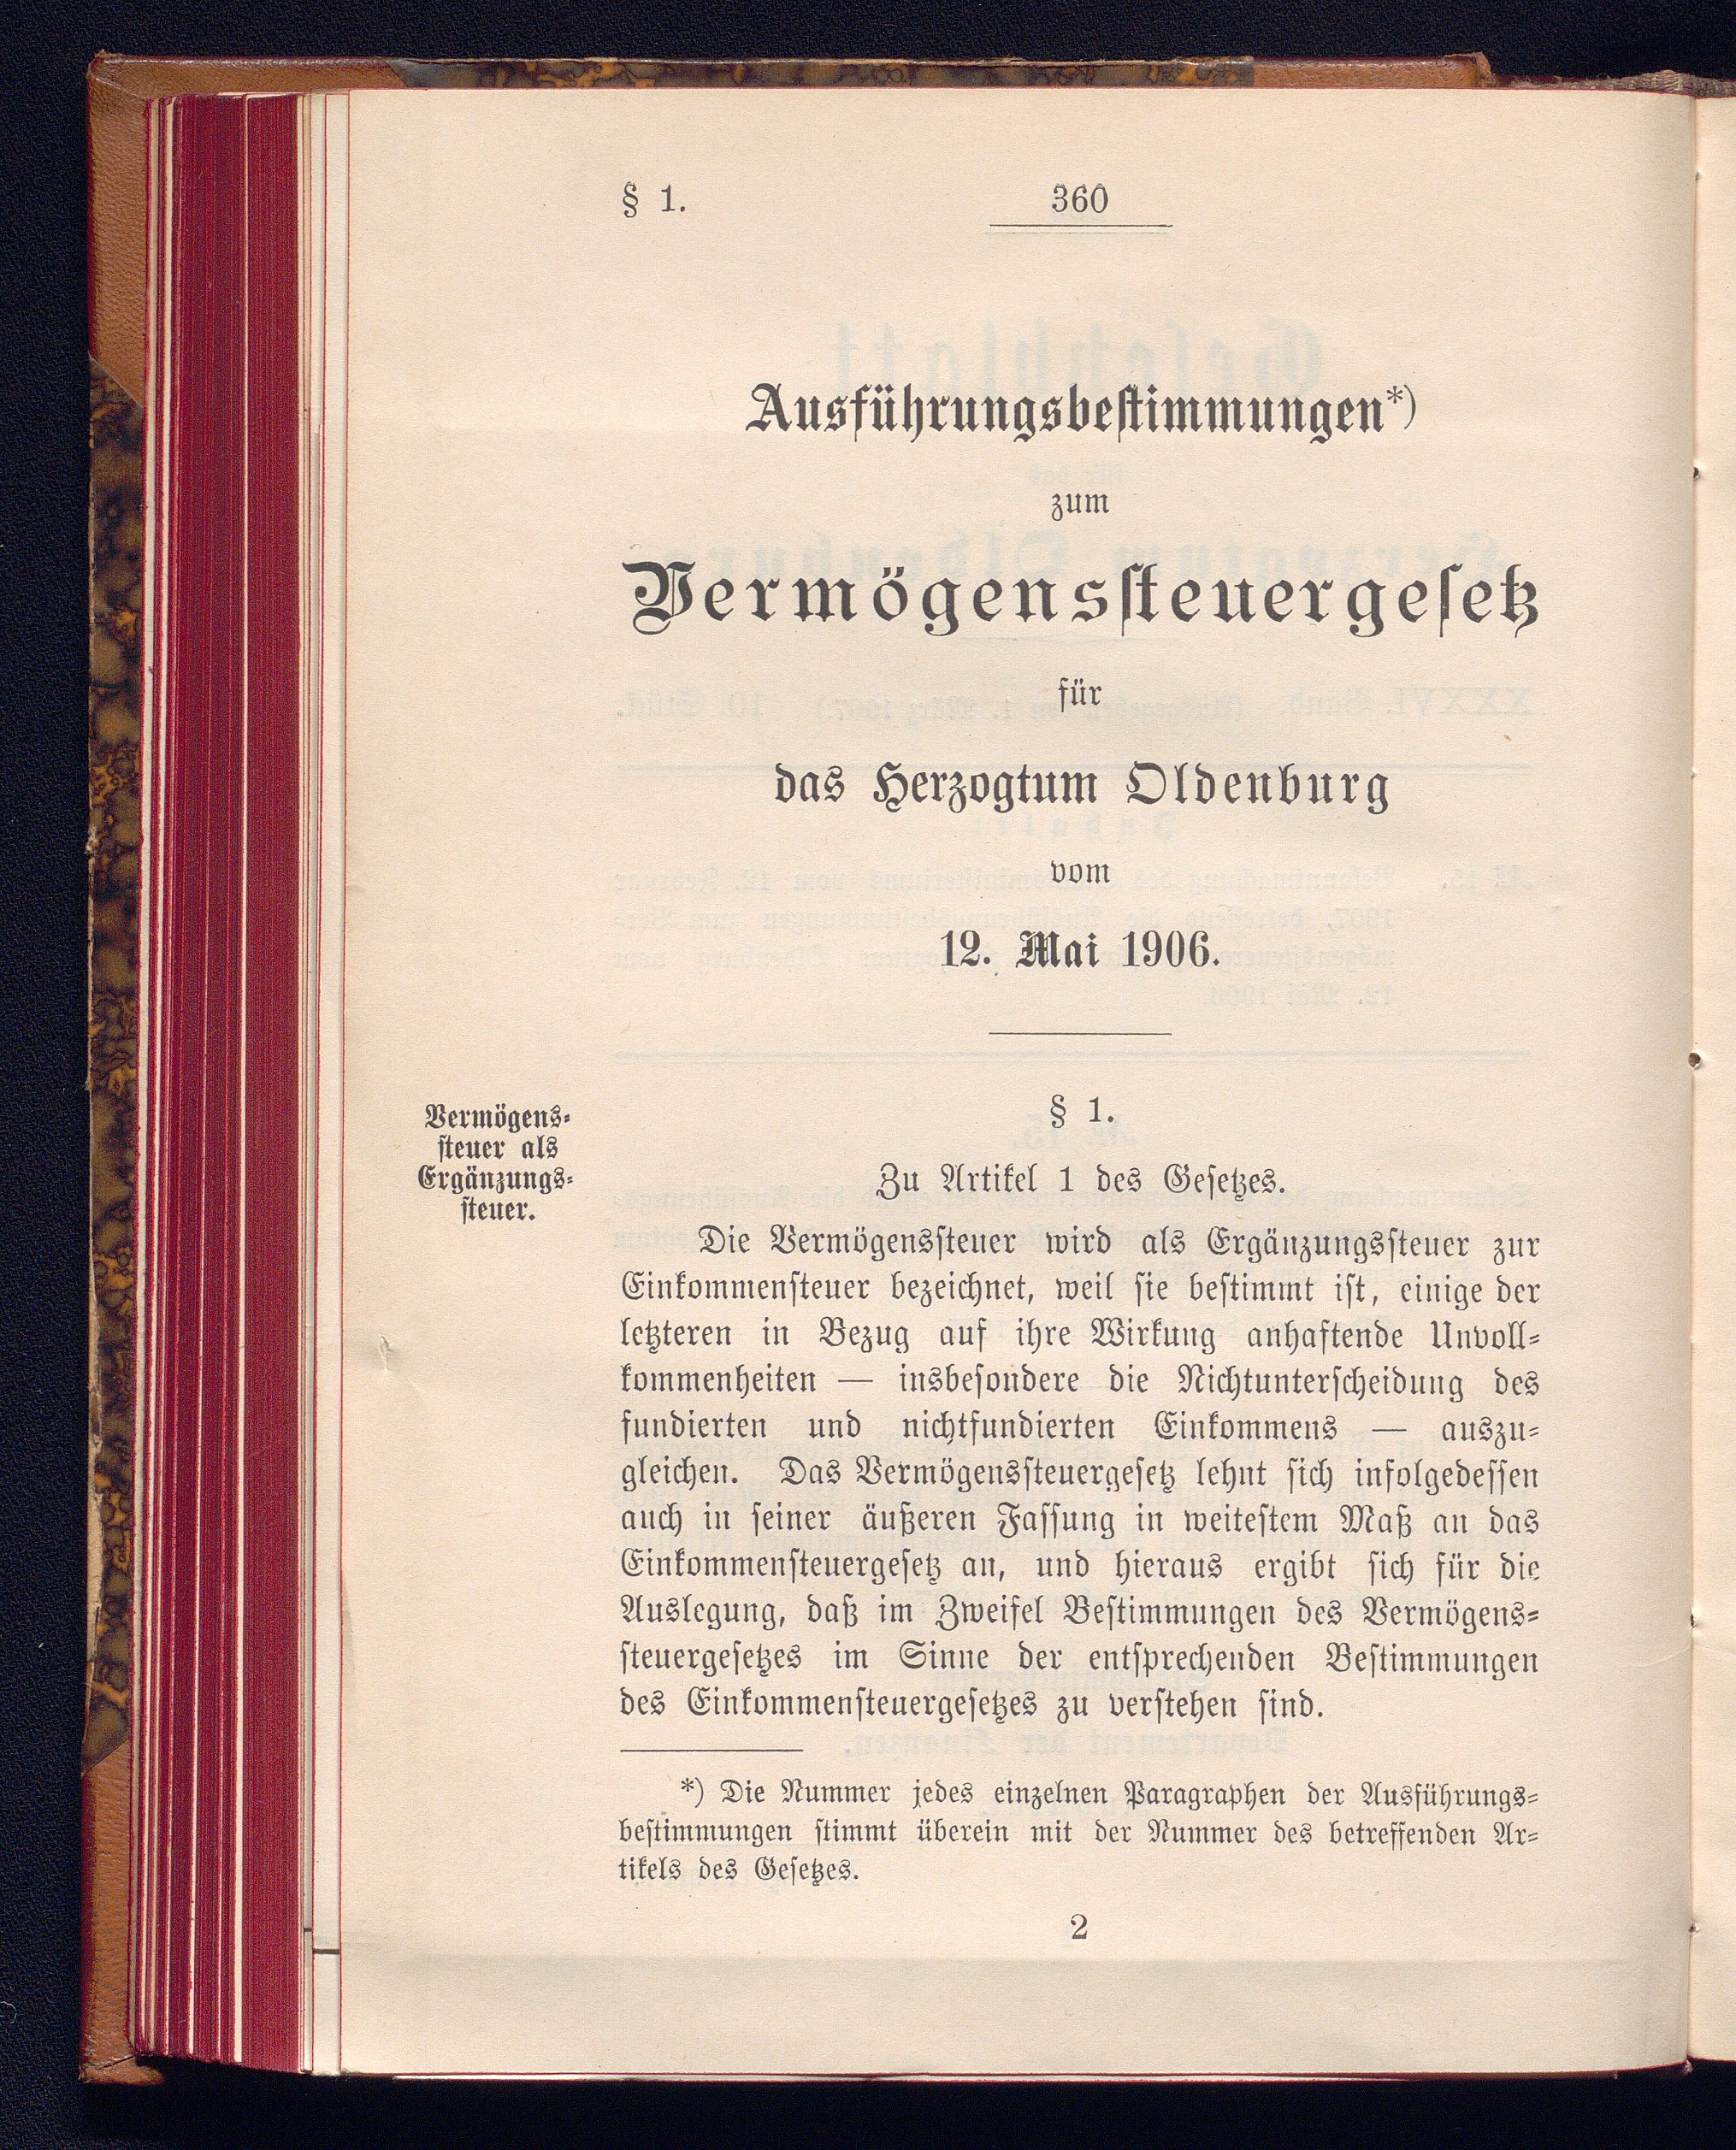 § 1.
360
Ausführungsbestimmungen*)
zum
Vermögenssteuergesetz
für
das Herzogtum Oldenburg
vom
12. Mai 1906.
Vermögens-
steuer als
Ergänzungs-
steuer.
§ 1.
Zu Artikel 1 des Gesetzes.
Die Vermögenssteuer wird als Ergänzungssteuer zur
Einkommensteuer bezeichnet, weil sie bestimmt ist, einige der
letzteren in Bezug auf ihre Wirkung anhaftende Unvoll-
kommenheiten — insbesondere die Nichtunterscheidung des
fundierten und nichtfundierten Einkommens — auszu-
gleichen. Das Vermögenssteuergesetz lehnt sich infolgedessen
auch in seiner äußeren Fassung in weitestem Maß an das
Einkommensteuergesetz an, und hieraus ergibt sich für die
Auslegung, daß im Zweifel Bestimmungen des Vermögens-
steuergesetzes im Sinne der entsprechenden Bestimmungen
des Einkommensteuergesetzes zu verstehen sind.
*) Die Nummer jedes einzelnen Paragraphen der Ausführungs-
bestimmungen stimmt überein mit der Nummer des betreffenden Ar-
tikels des Gesetzes.
2